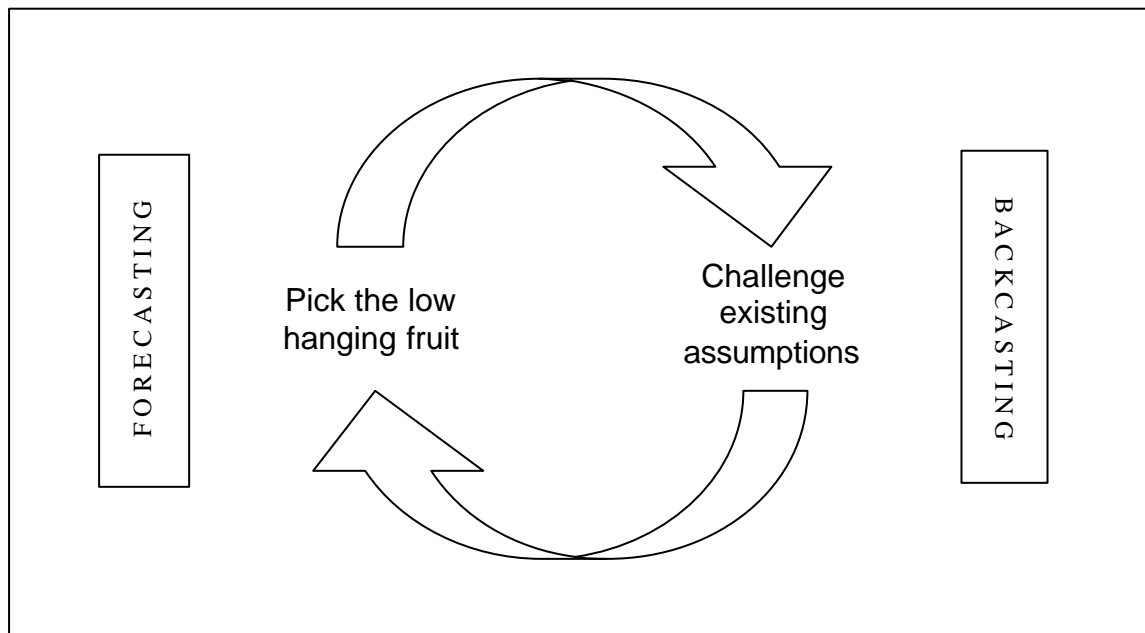 FORECASTING
Pick the low
hanging fruit
Challenge
existing
assumptions
BACKCASTING